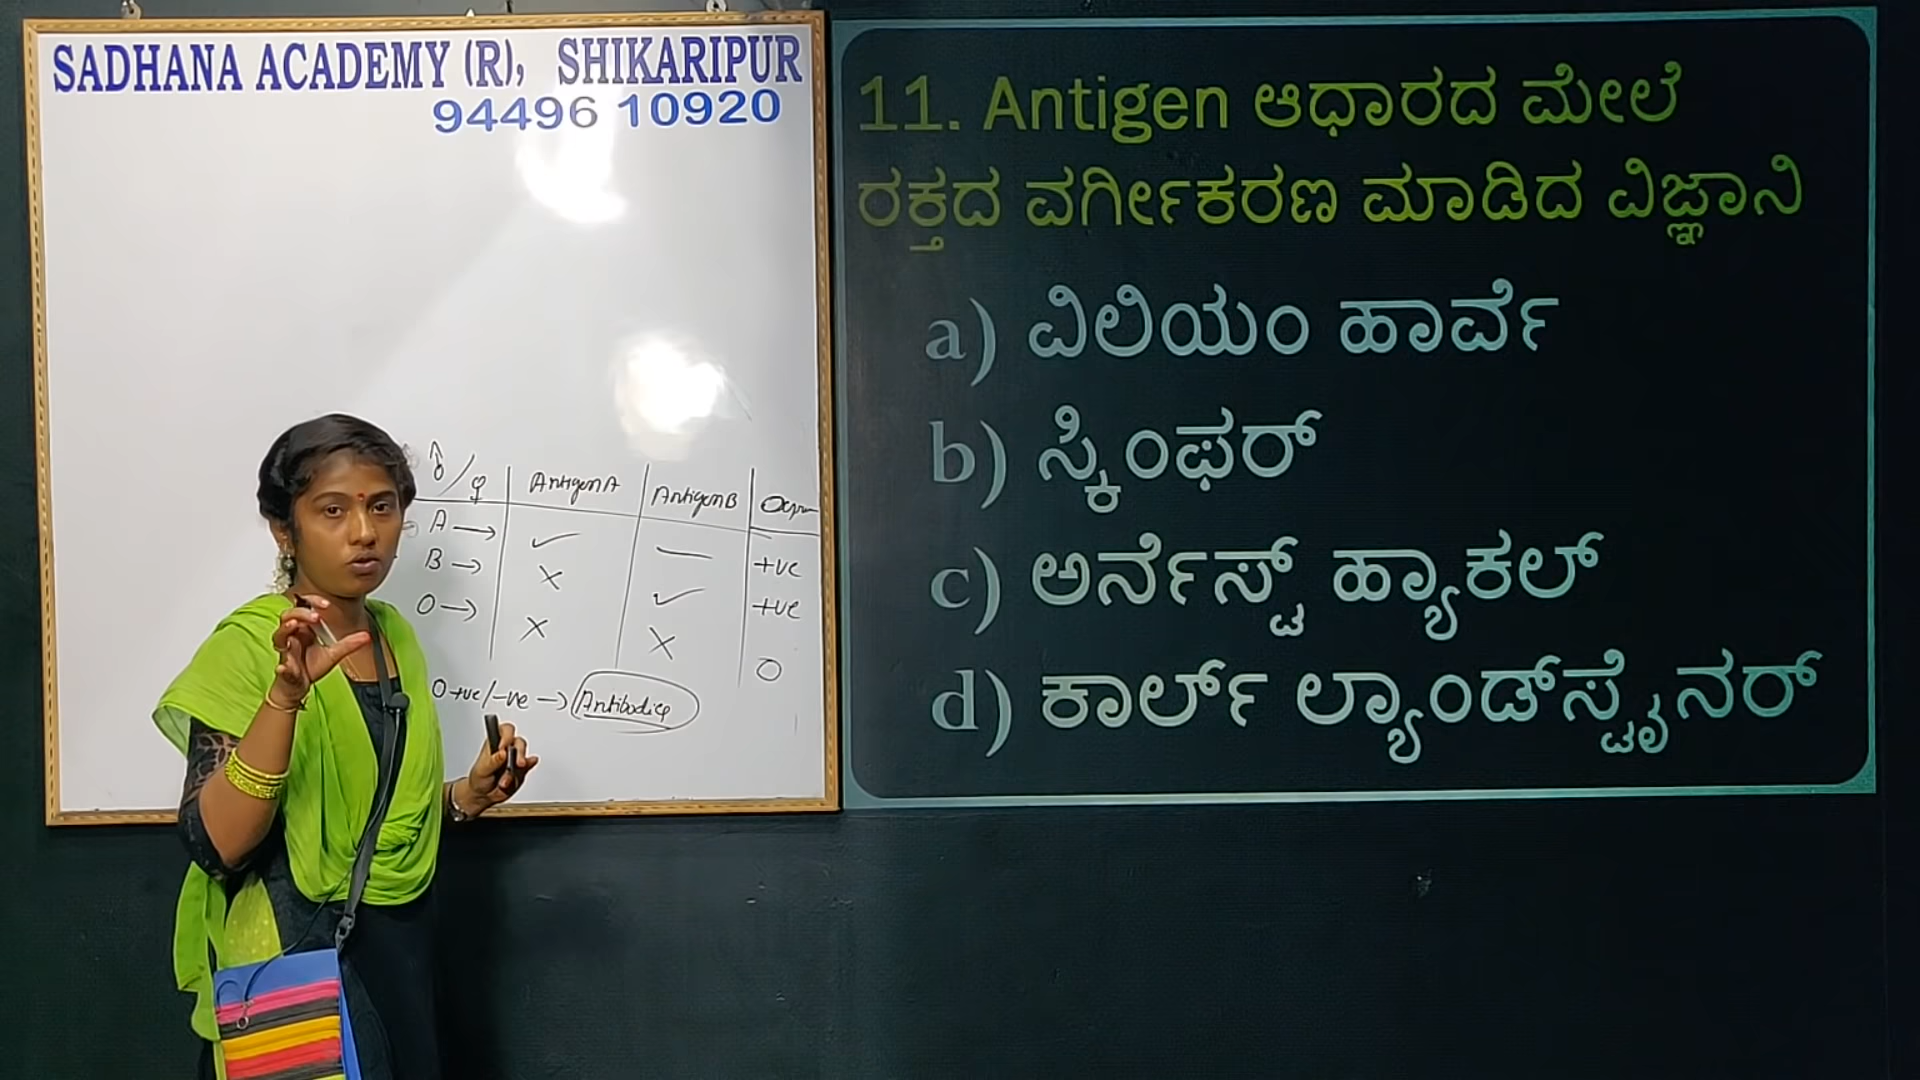 SADHANA ACADEMY (R), SHIKARIPUR
94496 10920
♂/♀ Antigen A Antigen B
A → ✓ — +ve
B → × ✓ +ve
O → × × O
O +ve/-ve → Antibodies
11. Antigen ಆಧಾರದ ಮೇಲೆ
ರಕ್ತದ ವರ್ಗೀಕರಣ ಮಾಡಿದ ವಿಜ್ಞಾನಿ
a) ವಿಲಿಯಂ ಹಾರ್ವೆ
b) ಸ್ಕಿಂಫರ್
c) ಅರ್ನೆಸ್ಟ್ ಹ್ಯಾಕಲ್
d) ಕಾರ್ಲ್ ಲ್ಯಾಂಡ್‌ಸ್ಟೈನರ್